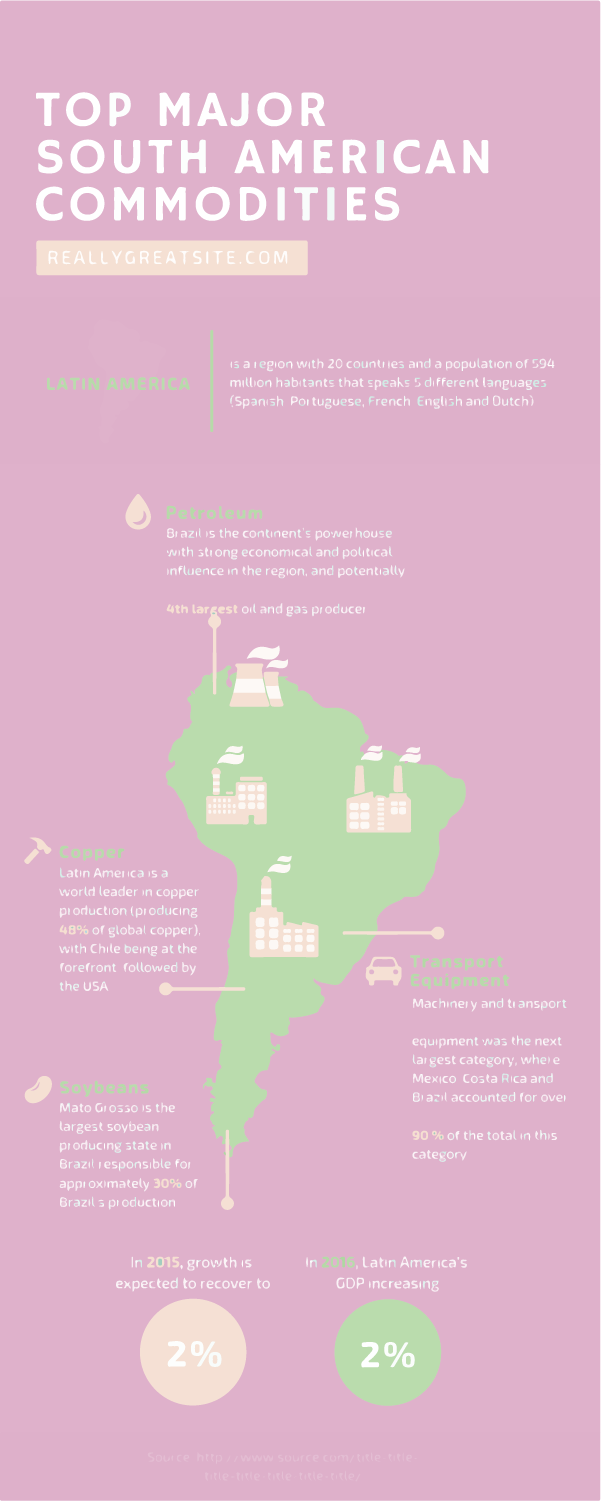 TOP MAJOR
SOUTH AMERICAN
COMMODITIES
REALLYGREATSITE.COM
LATIN AMERICA
is a region with 20 countries and a population of 594
million habitants that speaks 5 different languages
(Spanish Portuguese, French English and Dutch)
Petroleum
Brazil is the continent's powerhouse
with strong economical and political
influence in the region, and potentially
4th largest oil and gas producer
Copper
Latin America is a
world leader in copper
production (producing
48% of global copper),
with Chile being at the
forefront followed by
the USA
Transport
Equipment
Machinery and transport
equipment was the next
largest category, where
Mexico Costa Rica and
Brazil accounted for over
90 % of the total in this
category
Soybeans
Mato Grosso is the
largest soybean
producing state in
Brazil responsible for
approximately 30% of
Brazil s production
In 2015, growth is
expected to recover to
2%
In 2016, Latin America's
GDP increasing
2%
Source: http://www.source.com/title-title-
title-title-title-title-title/